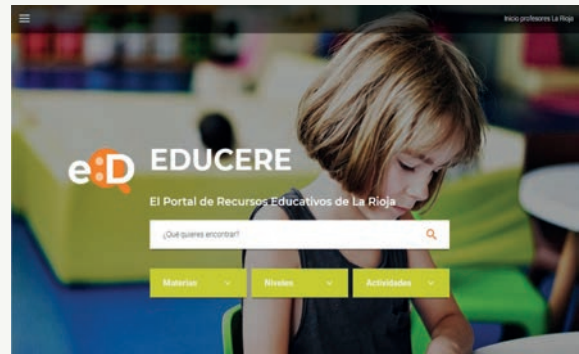 Inicio profesores La Rioja
e:D
EDUCERE
El Portal de Recursos Educativos de La Rioja
¿Qué quieres encontrar?
Materias
Niveles
Actividades